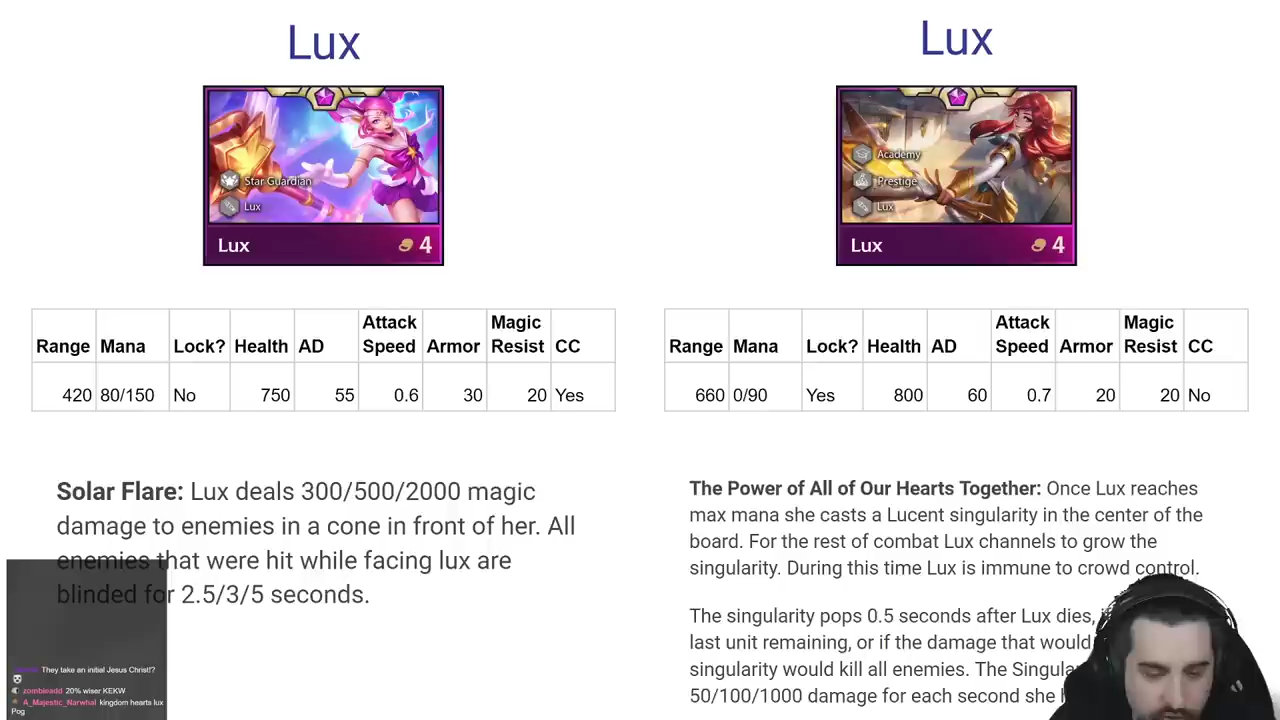 Lux
Star Guardian
Lux
Lux 4
Range Mana Lock? Health AD Attack Speed Armor Magic Resist CC
420 80/150 No 750 55 0.6 30 20 Yes
Solar Flare: Lux deals 300/500/2000 magic
damage to enemies in a cone in front of her. All
enemies that were hit while facing lux are
blinded for 2.5/3/5 seconds.
They take an initial Jesus Christ!?
zombieadd 20% wiser KEKW
A_Majestic_Narwhal kingdom hearts lux
Pog
Lux
Academy
Prestige
Lux
Lux 4
Range Mana Lock? Health AD Attack Speed Armor Magic Resist CC
660 0/90 Yes 800 60 0.7 20 20 No
The Power of All of Our Hearts Together: Once Lux reaches
max mana she casts a Lucent singularity in the center of the
board. For the rest of combat Lux channels to grow the
singularity. During this time Lux is immune to crowd control.
The singularity pops 0.5 seconds after Lux dies,
last unit remaining, or if the damage that would
singularity would kill all enemies. The
50/100/1000 damage for each second she